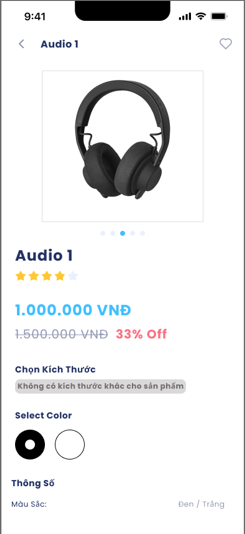 9:41
Audio 1
Audio 1
1.000.000 VNĐ
1.500.000 VNĐ 33% Off
Chọn Kích Thước
Không có kích thước khác cho sản phẩm
Select Color
Thông Số
Màu Sắc: Đen / Trắng